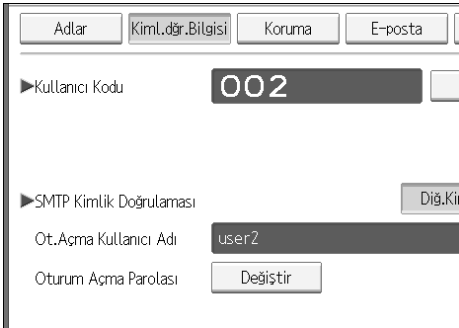 Adlar Kiml.dğr.Bilgisi Koruma E-posta
▶Kullanıcı Kodu 002
▶SMTP Kimlik Doğrulaması Diğ.Ki
Ot.Açma Kullanıcı Adı user2
Oturum Açma Parolası Değiştir